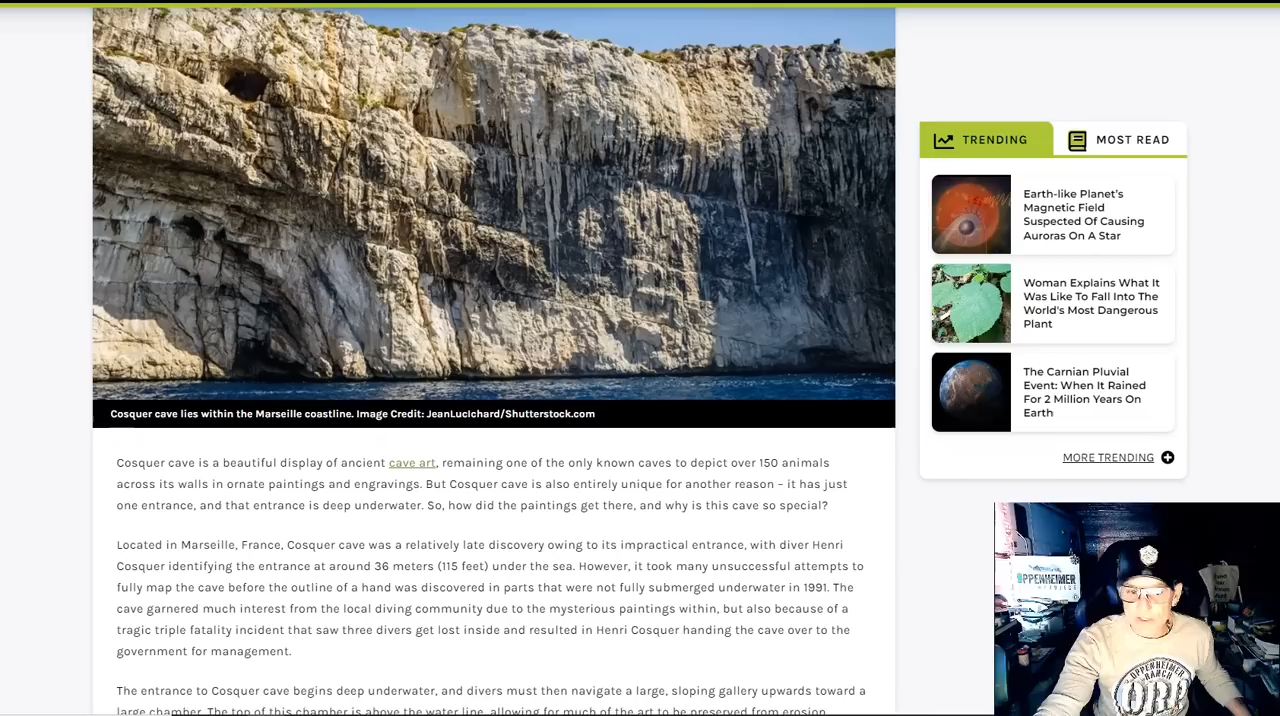 Cosquer cave lies within the Marseille coastline. Image Credit: JeanLucIchard/Shutterstock.com
Cosquer cave is a beautiful display of ancient cave art, remaining one of the only known caves to depict over 150 animals
across its walls in ornate paintings and engravings. But Cosquer cave is also entirely unique for another reason – it has just
one entrance, and that entrance is deep underwater. So, how did the paintings get there, and why is this cave so special?
Located in Marseille, France, Cosquer cave was a relatively late discovery owing to its impractical entrance, with diver Henri
Cosquer identifying the entrance at around 36 meters (115 feet) under the sea. However, it took many unsuccessful attempts to
fully map the cave before the outline of a hand was discovered in parts that were not fully submerged underwater in 1991. The
cave garnered much interest from the local diving community due to the mysterious paintings within, but also because of a
tragic triple fatality incident that saw three divers get lost inside and resulted in Henri Cosquer handing the cave over to the
government for management.
The entrance to Cosquer cave begins deep underwater, and divers must then navigate a large, sloping gallery upwards toward a
large chamber. The top of this chamber is above the water line, allowing for much of the art to be preserved from erosion
TRENDING
MOST READ
Earth-like Planet's
Magnetic Field
Suspected Of Causing
Auroras On A Star
Woman Explains What It
Was Like To Fall Into The
World's Most Dangerous
Plant
The Carnian Pluvial
Event: When It Rained
For 2 Million Years On
Earth
MORE TRENDING
OPPENHEIMER
OPPENHEIMER
RANCH
ORP